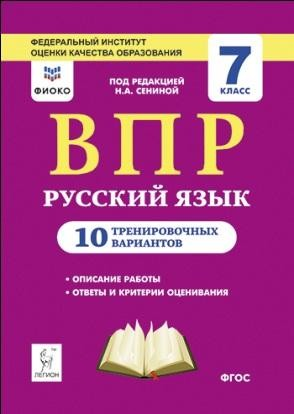 ФЕДЕРАЛЬНЫЙ ИНСТИТУТ
ОЦЕНКИ КАЧЕСТВА ОБРАЗОВАНИЯ
ФИОКО
ПОД РЕДАКЦИЕЙ
Н.А. СЕНИНОЙ
7
КЛАСС
ВПР
РУССКИЙ ЯЗЫК
10 ТРЕНИРОВОЧНЫХ
ВАРИАНТОВ
• ОПИСАНИЕ РАБОТЫ
• ОТВЕТЫ И КРИТЕРИИ ОЦЕНИВАНИЯ
ЛЕГИОН
ФГОС